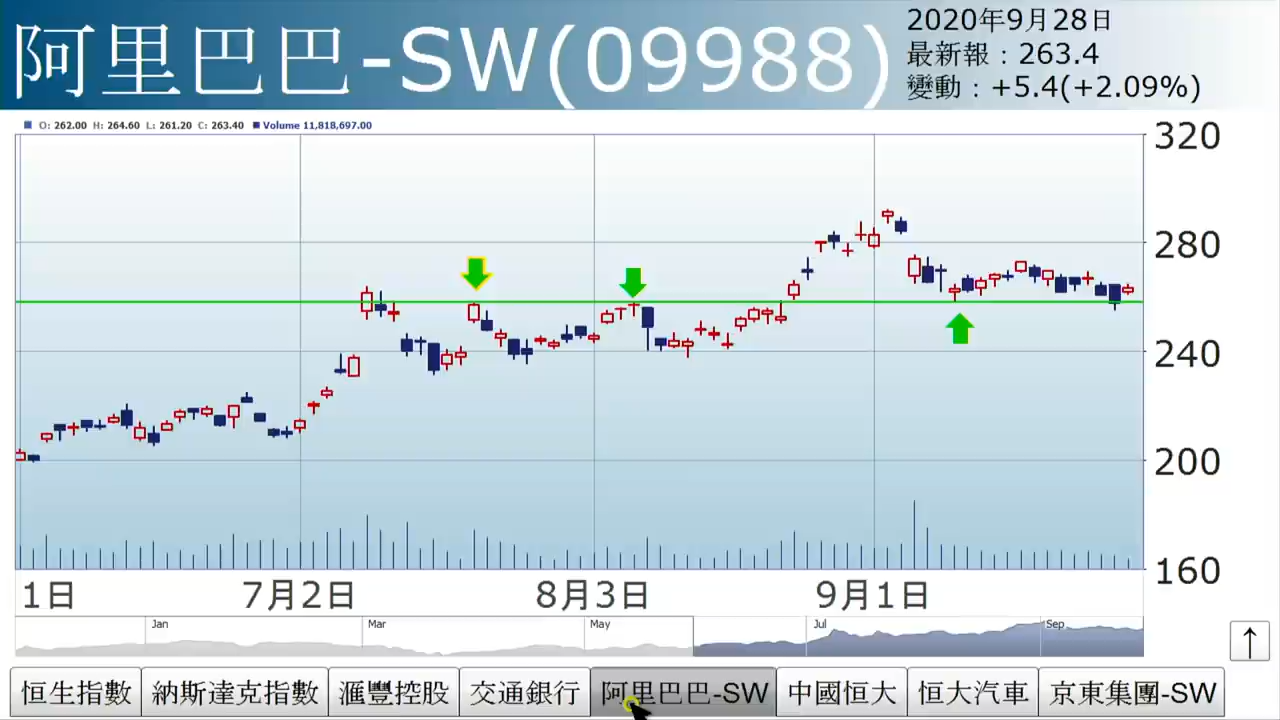 阿里巴巴-SW(09988)
2020年9月28日
最新報：263.4
變動：+5.4(+2.09%)
O: 262.00 H: 264.60 L: 261.20 C: 263.40 Volume 11,818,697.00
320
280
240
200
160
1日 7月2日 8月3日 9月1日
Jan Mar May Jul Sep
恒生指數 納斯達克指數 滙豐控股 交通銀行 阿里巴巴-SW 中國恒大 恒大汽車 京東集團-SW